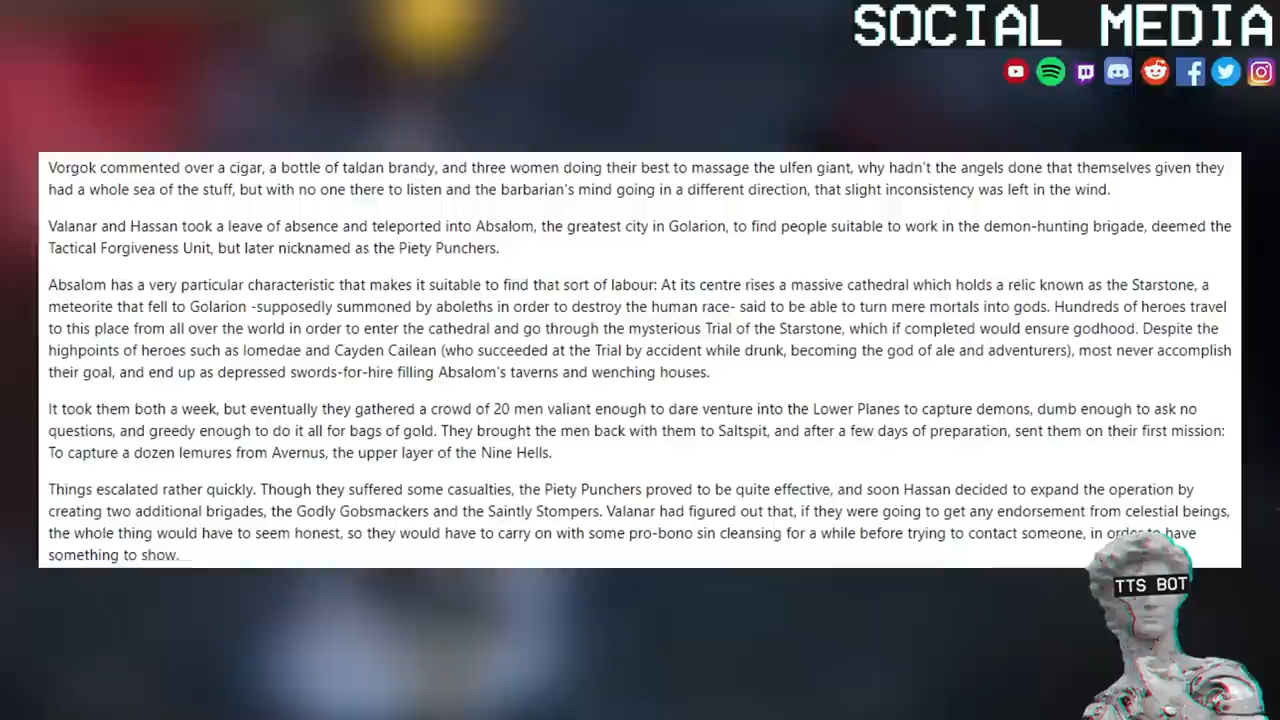 SOCIAL MEDIA
Vorgok commented over a cigar, a bottle of taldan brandy, and three women doing their best to massage the ulfen giant, why hadn't the angels done that themselves given they
had a whole sea of the stuff, but with no one there to listen and the barbarian's mind going in a different direction, that slight inconsistency was left in the wind.
Valanar and Hassan took a leave of absence and teleported into Absalom, the greatest city in Golarion, to find people suitable to work in the demon-hunting brigade, deemed the
Tactical Forgiveness Unit, but later nicknamed as the Piety Punchers.
Absalom has a very particular characteristic that makes it suitable to find that sort of labour: At its centre rises a massive cathedral which holds a relic known as the Starstone, a
meteorite that fell to Golarion -supposedly summoned by aboleths in order to destroy the human race- said to be able to turn mere mortals into gods. Hundreds of heroes travel
to this place from all over the world in order to enter the cathedral and go through the mysterious Trial of the Starstone, which if completed would ensure godhood. Despite the
highpoints of heroes such as Iomedae and Cayden Cailean (who succeeded at the Trial by accident while drunk, becoming the god of ale and adventurers), most never accomplish
their goal, and end up as depressed swords-for-hire filling Absalom's taverns and wenching houses.
It took them both a week, but eventually they gathered a crowd of 20 men valiant enough to dare venture into the Lower Planes to capture demons, dumb enough to ask no
questions, and greedy enough to do it all for bags of gold. They brought the men back with them to Saltspit, and after a few days of preparation, sent them on their first mission:
To capture a dozen lemures from Avernus, the upper layer of the Nine Hells.
Things escalated rather quickly. Though they suffered some casualties, the Piety Punchers proved to be quite effective, and soon Hassan decided to expand the operation by
creating two additional brigades, the Godly Gobsmackers and the Saintly Stompers. Valanar had figured out that, if they were going to get any endorsement from celestial beings,
the whole thing would have to seem honest, so they would have to carry on with some pro-bono sin cleansing for a while before trying to contact someone, in order to have
something to show.
TTS BOT